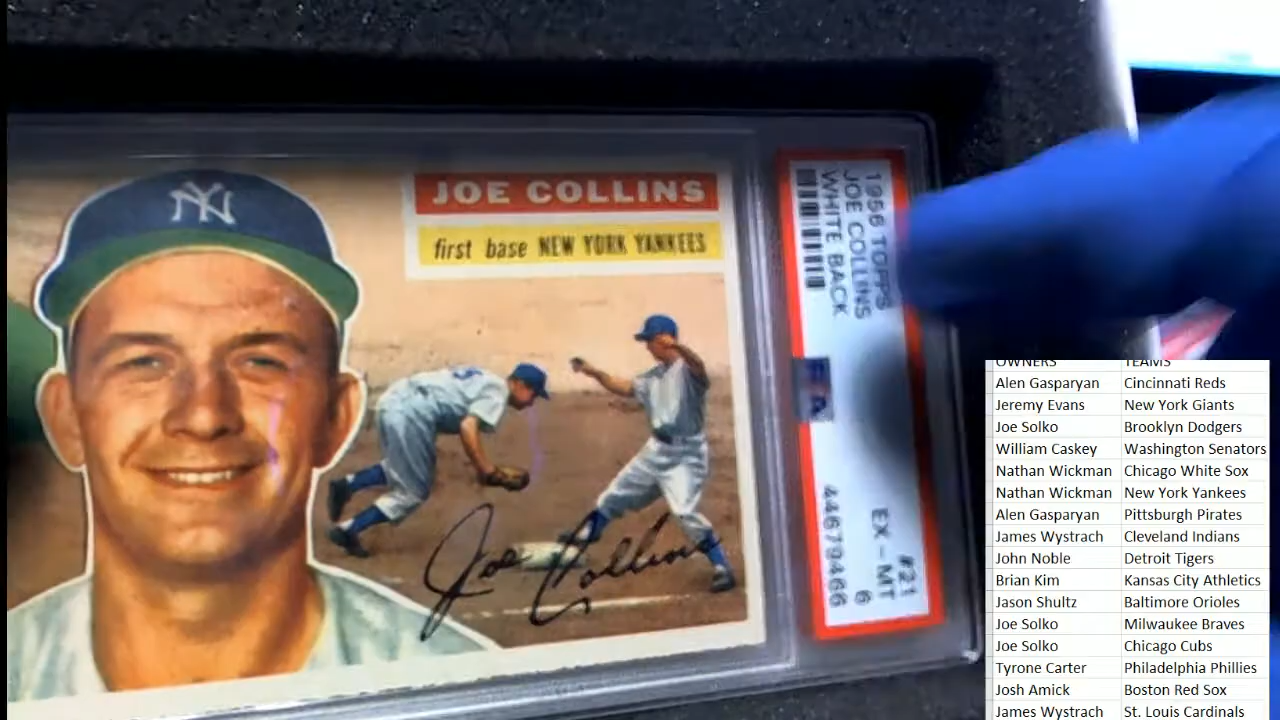 NY
JOE COLLINS
first base NEW YORK YANKEES
Joe Collins
1956 TOPPS
JOE COLLINS
WHITE BACK
#21
EX-MT
6
44679466
OWNERS TEAMS
Alen Gasparyan Cincinnati Reds
Jeremy Evans New York Giants
Joe Solko Brooklyn Dodgers
William Caskey Washington Senators
Nathan Wickman Chicago White Sox
Nathan Wickman New York Yankees
Alen Gasparyan Pittsburgh Pirates
James Wystrach Cleveland Indians
John Noble Detroit Tigers
Brian Kim Kansas City Athletics
Jason Shultz Baltimore Orioles
Joe Solko Milwaukee Braves
Joe Solko Chicago Cubs
Tyrone Carter Philadelphia Phillies
Josh Amick Boston Red Sox
James Wystrach St. Louis Cardinals